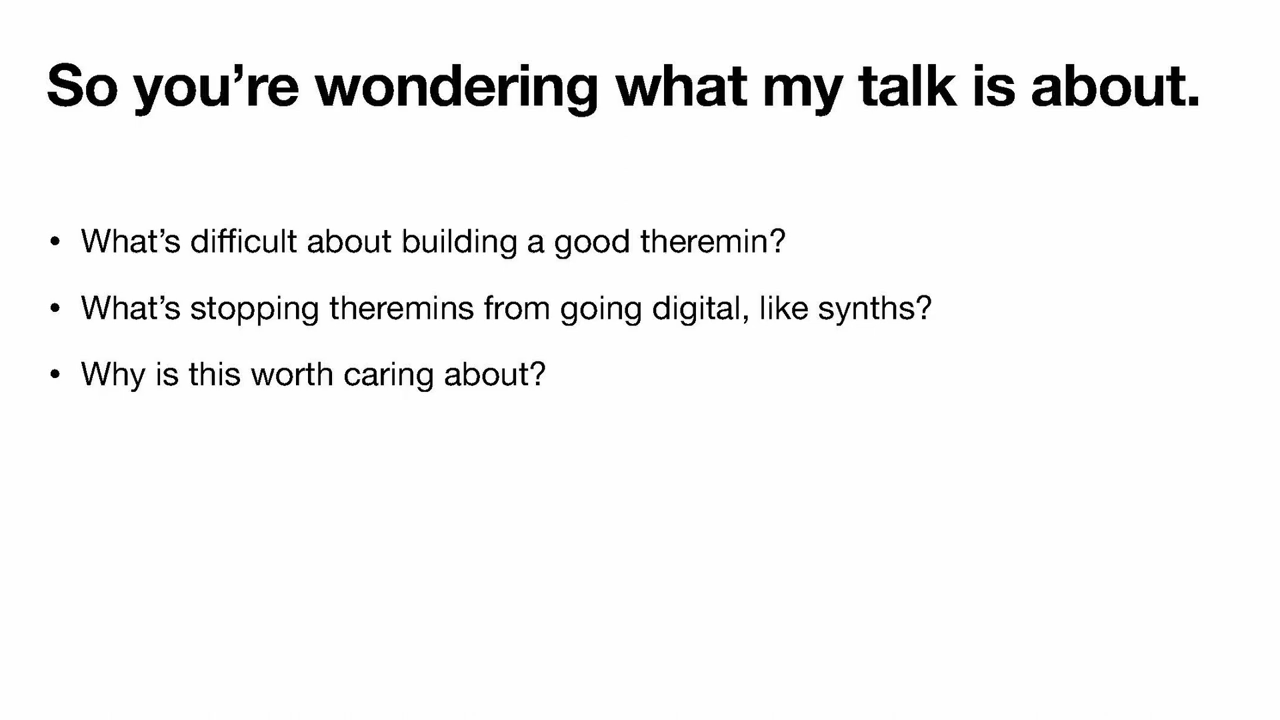 So you’re wondering what my talk is about.
• What’s difficult about building a good theremin?
• What’s stopping theremins from going digital, like synths?
• Why is this worth caring about?